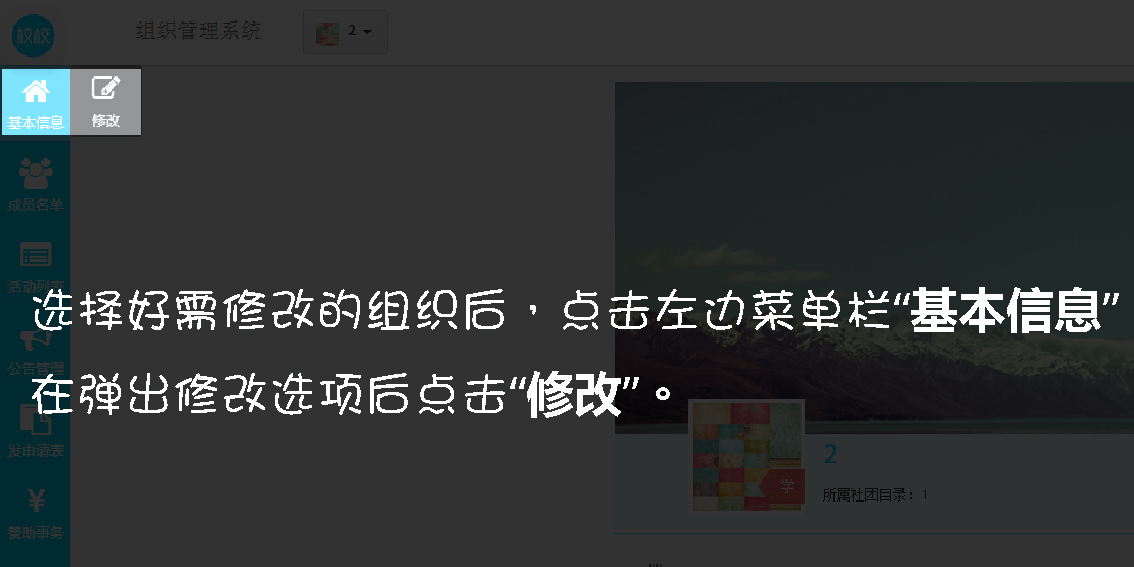 校校
组织管理系统
2
基本信息
修改
成员名单
活动列表
选择好需修改的组织后，点击左边菜单栏“基本信息”
公告管理
在弹出修改选项后点击“修改”。
发申请表
2
学
所属社团目录：1
¥
赞助事务